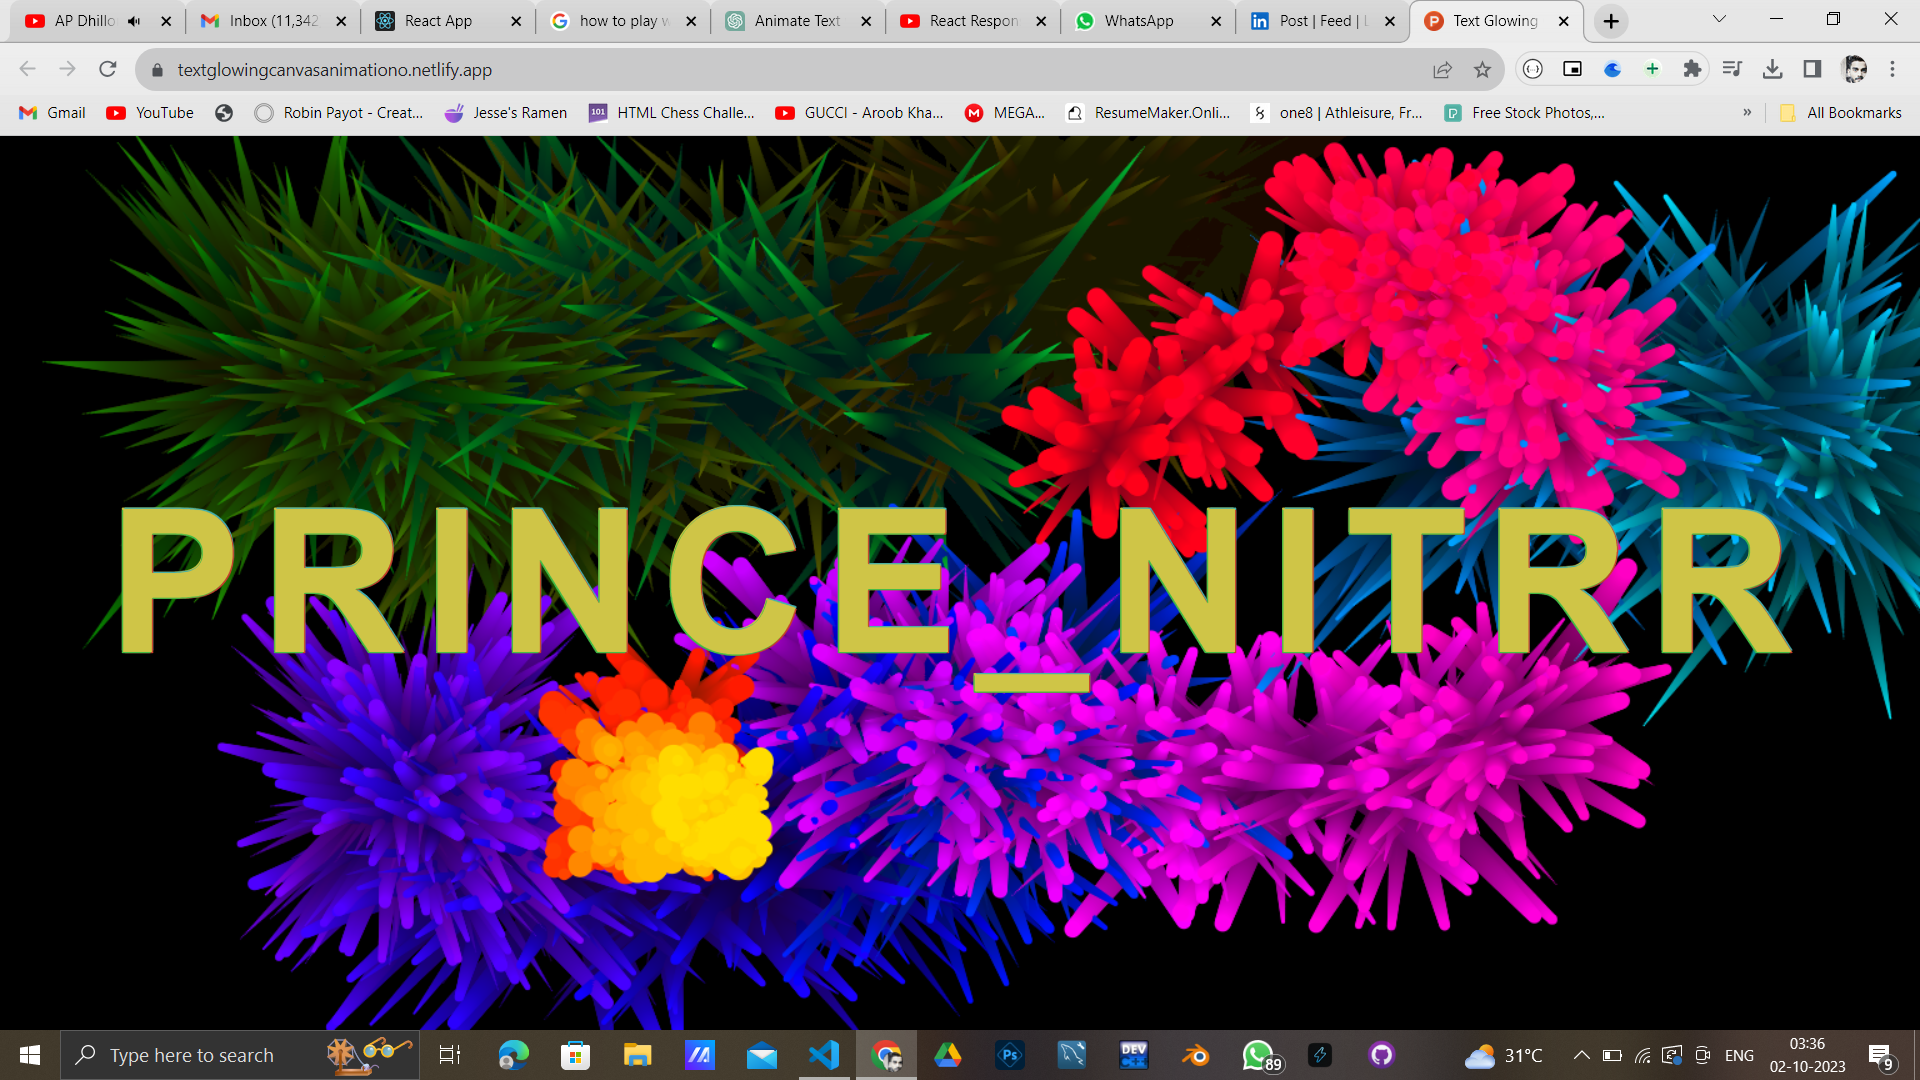 AP Dhillo
Inbox (11,342
React App
how to play w
Animate Text
React Respon
WhatsApp
Post | Feed | L
Text Glowing
textglowingcanvasanimationo.netlify.app
Gmail
YouTube
Robin Payot - Creat...
Jesse's Ramen
101
HTML Chess Challe...
GUCCI - Aroob Kha...
MEGA...
ResumeMaker.Onli...
one8 | Athleisure, Fr...
Free Stock Photos,...
»
All Bookmarks
PRINCE_NITRR
Type here to search
Ps
DEV
C++
89
31°C
ENG
03:36
02-10-2023
9